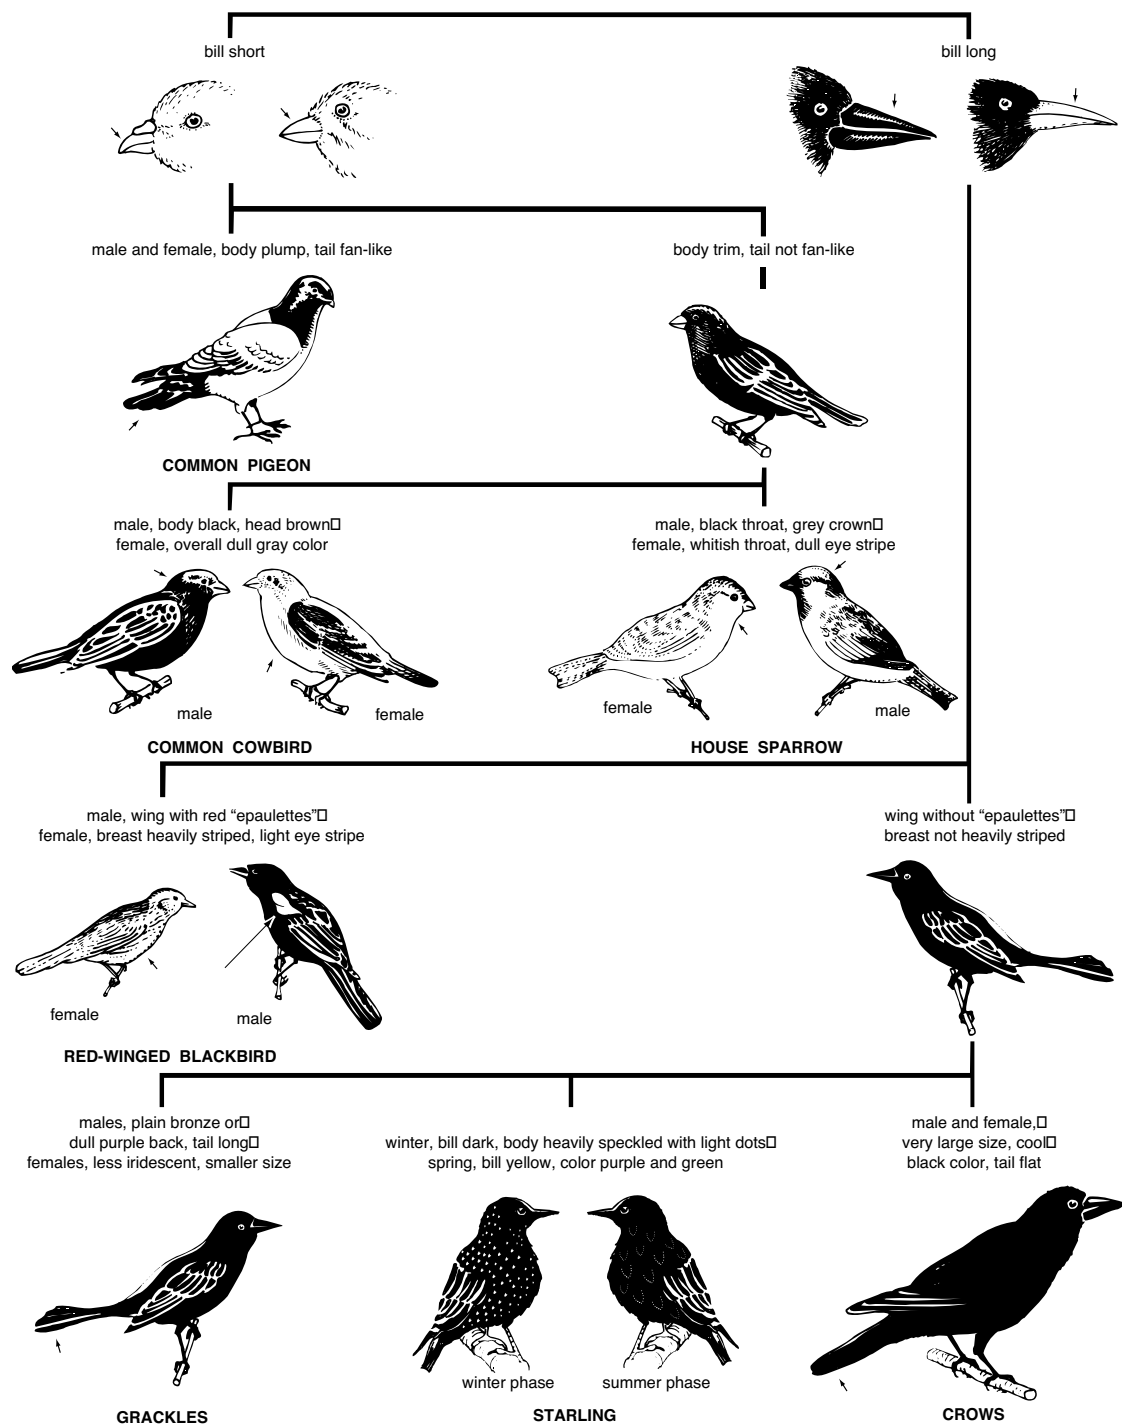 bill short
bill long
male and female, body plump, tail fan-like
body trim, tail not fan-like
COMMON PIGEON
male, body black, head brown□
female, overall dull gray color
male, black throat, grey crown□
female, whitish throat, dull eye stripe
male
female
female
male
COMMON COWBIRD
HOUSE SPARROW
male, wing with red “epaulettes”□
female, breast heavily striped, light eye stripe
wing without “epaulettes”□
breast not heavily striped
female
male
RED-WINGED BLACKBIRD
males, plain bronze or□
dull purple back, tail long□
females, less iridescent, smaller size
winter, bill dark, body heavily speckled with light dots□
spring, bill yellow, color purple and green
male and female,□
very large size, cool□
black color, tail flat
winter phase
summer phase
GRACKLES
STARLING
CROWS